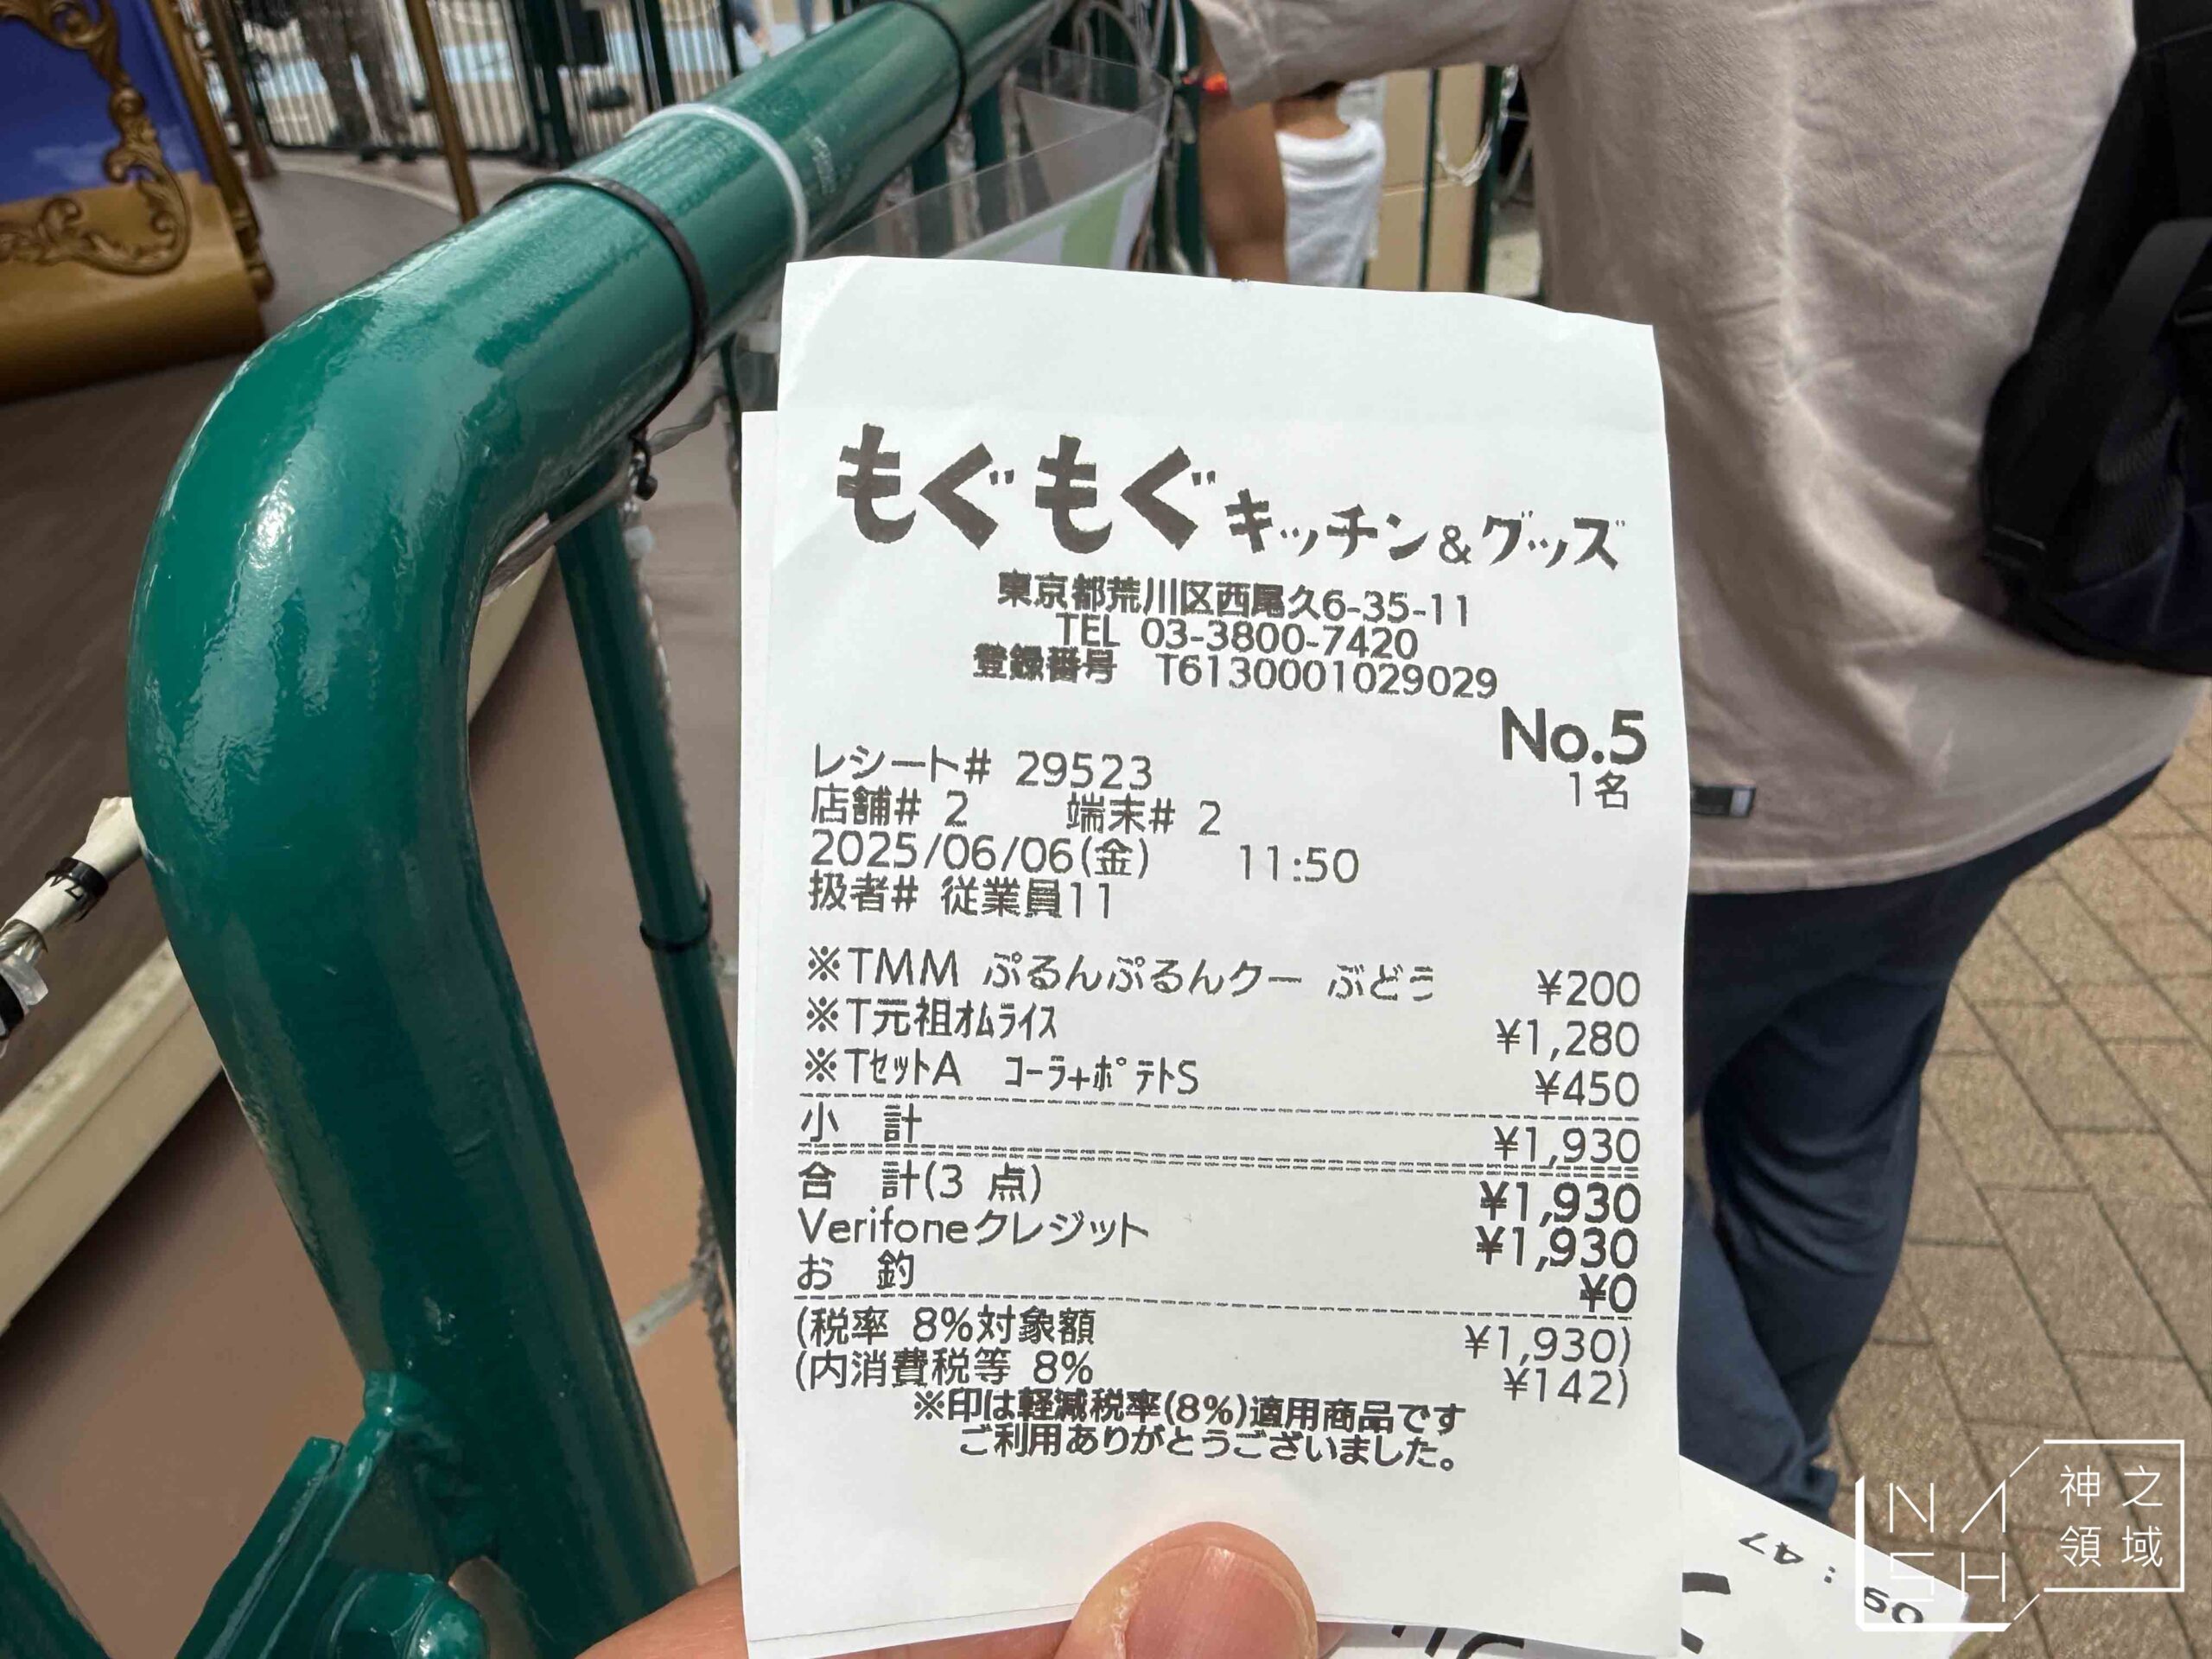 もぐもぐキッチン&グッズ
東京都荒川区西尾久6-35-11
TEL 03-3800-7420
登録番号 T6130001029029
No.5
1名
レシート# 29523
店舗# 2 端末# 2
2025/06/06(金) 11:50
扱者# 従業員11
※TMM ぷるんぷるんクー ぶどう ¥200
※T元祖ｵﾑﾗｲｽ ¥1,280
※TｾｯﾄA ｺｰﾗ+ﾎﾟﾃﾄS ¥450
小 計 ¥1,930
合 計(3 点) ¥1,930
Verifoneクレジット ¥1,930
お 釣 ¥0
(税率 8%対象額 ¥1,930)
(内消費税等 8% ¥142)
※印は軽減税率(8%)適用商品です
ご利用ありがとうございました。
09:47
NASH 神之領域